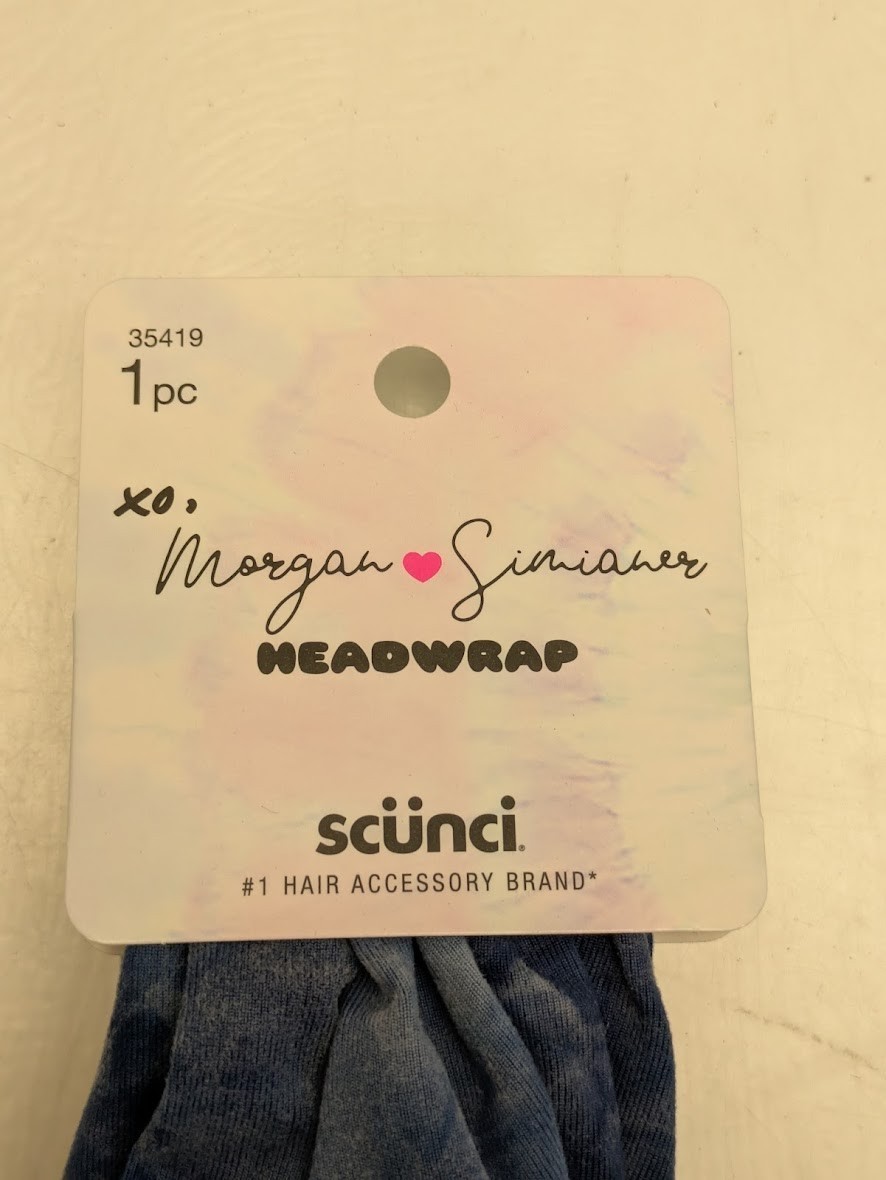 35419
1pc
xo,
Morgan Simianer
HEADWRAP
scünci®
#1 HAIR ACCESSORY BRAND*